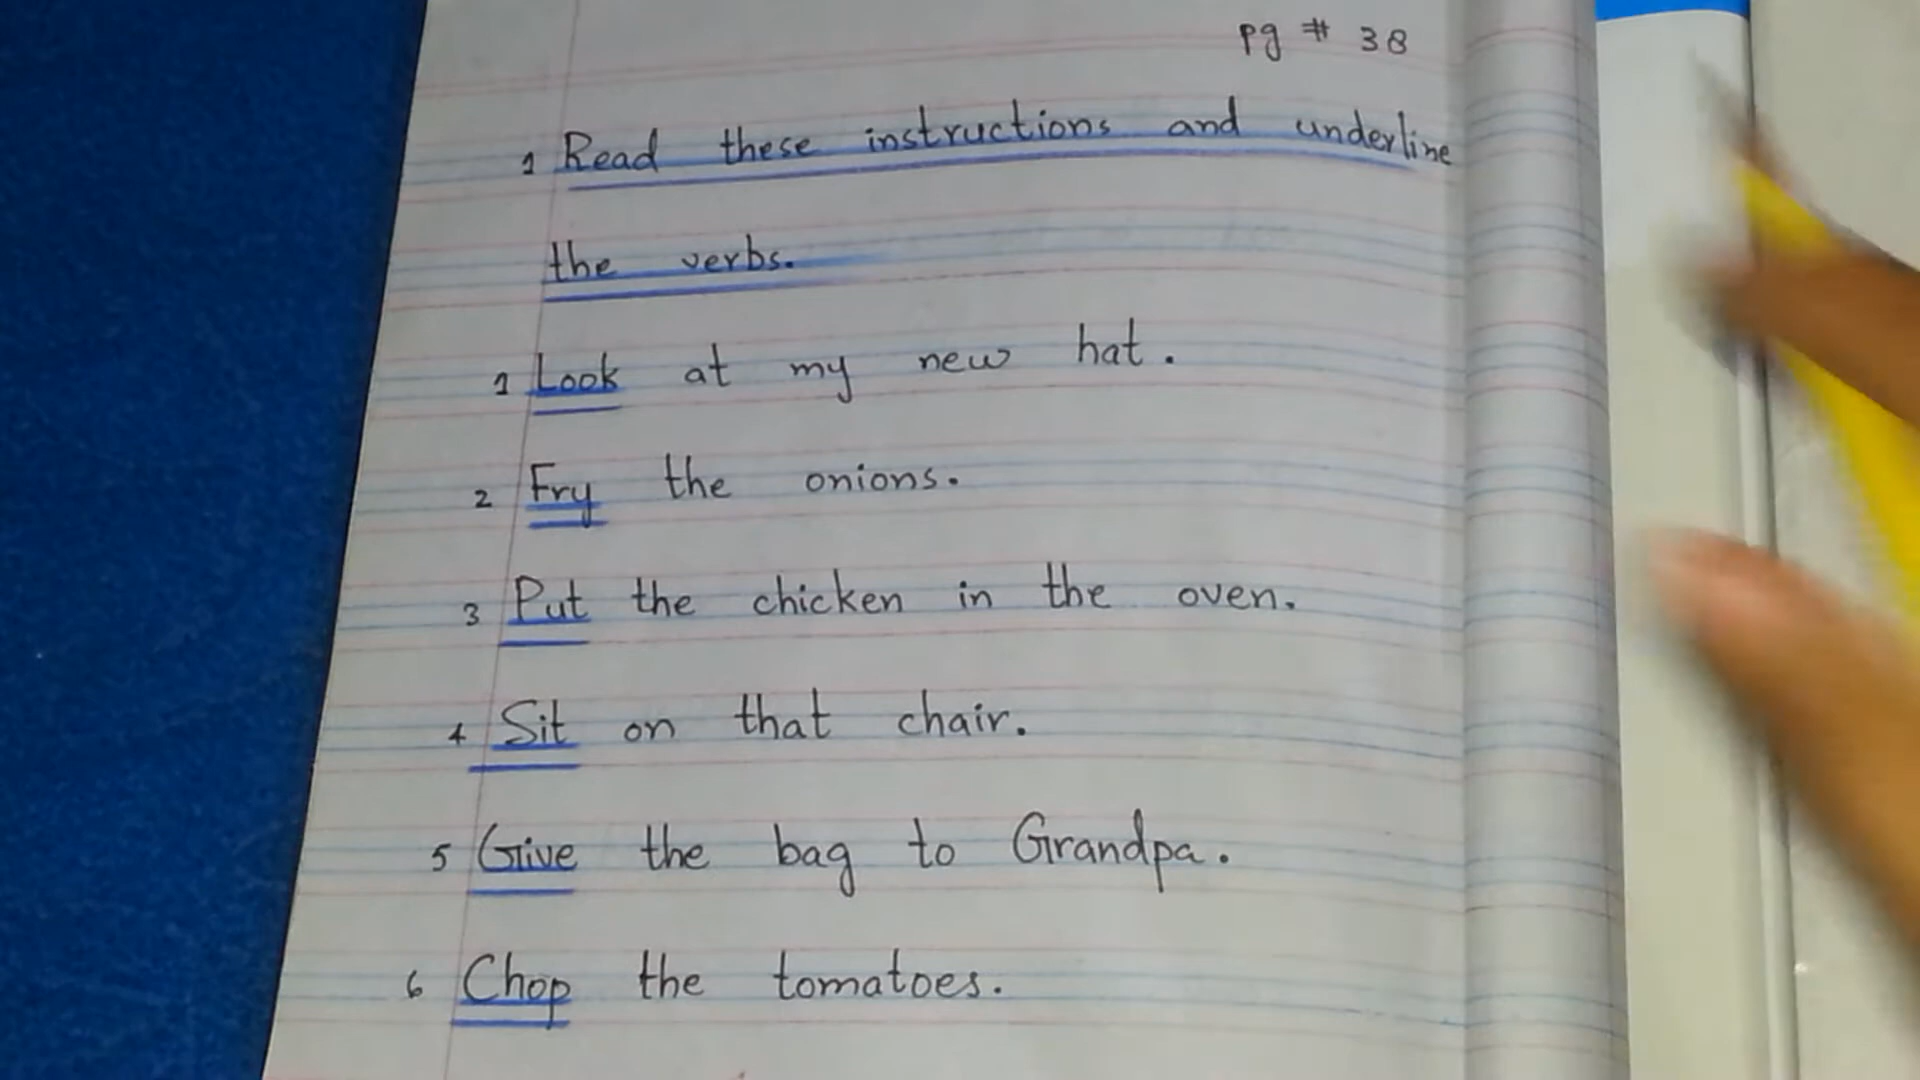 pg # 38
1 Read these instructions and underline
the verbs.
1 Look at my new hat.
2 Fry the onions.
3 Put the chicken in the oven.
4 Sit on that chair.
5 Give the bag to Grandpa.
6 Chop the tomatoes.